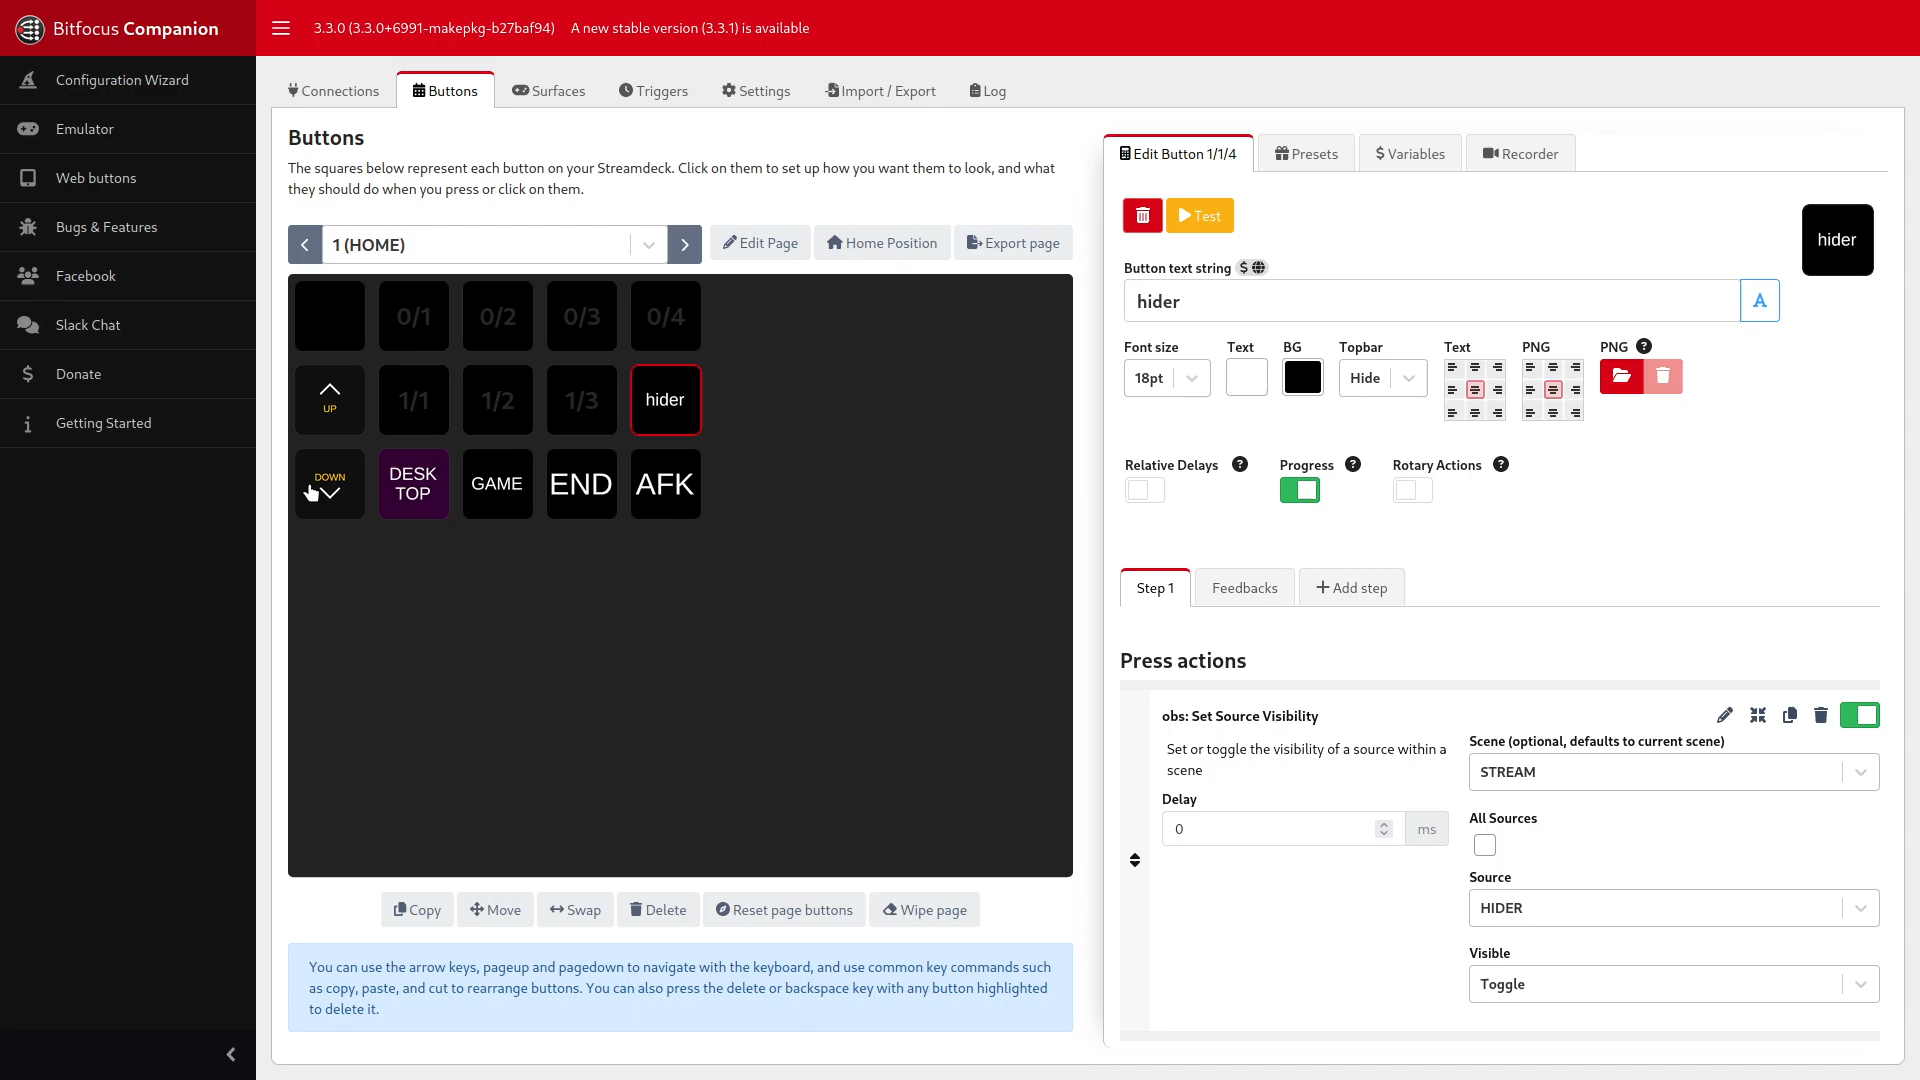 Bitfocus Companion
3.3.0 (3.3.0+6991-makepkg-b27baf94)
A new stable version (3.3.1) is available
Configuration Wizard
Emulator
Web buttons
Bugs & Features
Facebook
Slack Chat
Donate
Getting Started
Connections
Buttons
Surfaces
Triggers
Settings
Import / Export
Log
Buttons
The squares below represent each button on your Streamdeck. Click on them to set up how you want them to look, and what
they should do when you press or click on them.
1 (HOME)
Edit Page
Home Position
Export page
0/1
0/2
0/3
0/4
UP
1/1
1/2
1/3
hider
DOWN
DESK
TOP
GAME
END
AFK
Copy
Move
Swap
Delete
Reset page buttons
Wipe page
You can use the arrow keys, pageup and pagedown to navigate with the keyboard, and use common key commands such
as copy, paste, and cut to rearrange buttons. You can also press the delete or backspace key with any button highlighted
to delete it.
Edit Button 1/1/4
Presets
$ Variables
Recorder
Test
hider
Button text string $
hider
A
Font size
Text
BG
Topbar
Text
PNG
PNG ?
18pt
Hide
Relative Delays ?
Progress ?
Rotary Actions ?
Step 1
Feedbacks
+ Add step
Press actions
obs: Set Source Visibility
Set or toggle the visibility of a source within a
scene
Delay
0
ms
Scene (optional, defaults to current scene)
STREAM
All Sources
Source
HIDER
Visible
Toggle